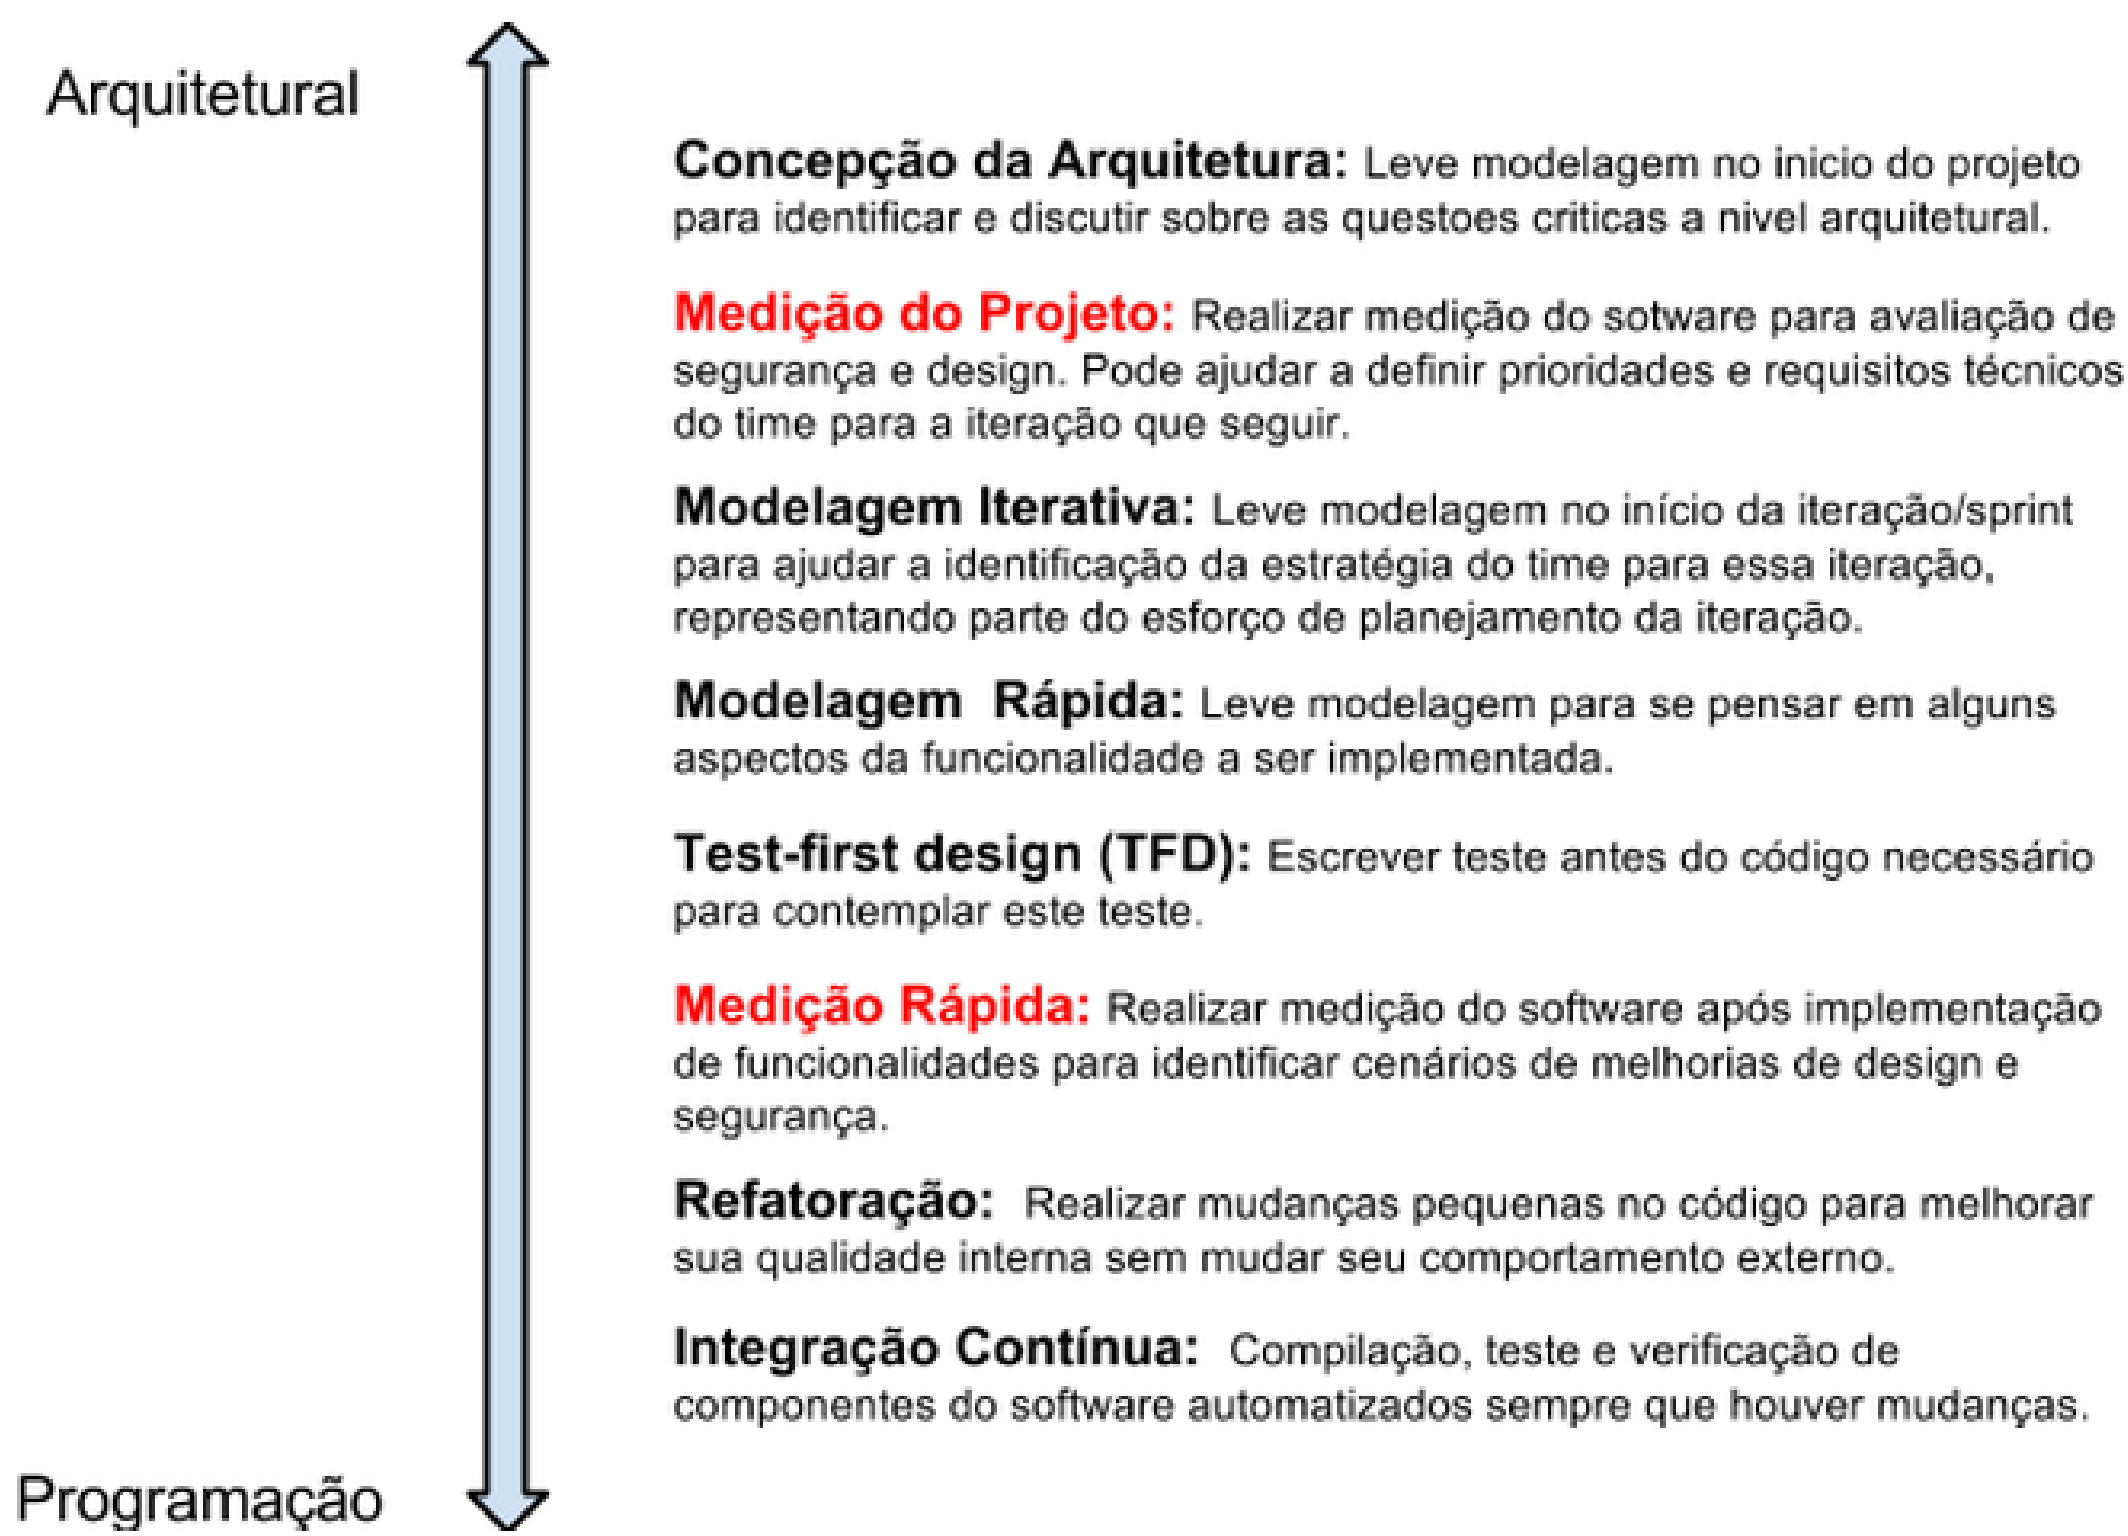 Arquitetural
Concepção da Arquitetura: Leve modelagem no inicio do projeto
para identificar e discutir sobre as questoes criticas a nivel arquitetural.
Medição do Projeto: Realizar medição do sotware para avaliação de
segurança e design. Pode ajudar a definir prioridades e requisitos técnicos
do time para a iteração que seguir.
Modelagem Iterativa: Leve modelagem no início da iteração/sprint
para ajudar a identificação da estratégia do time para essa iteração,
representando parte do esforço de planejamento da iteração.
Modelagem Rápida: Leve modelagem para se pensar em alguns
aspectos da funcionalidade a ser implementada.
Test-first design (TFD): Escrever teste antes do código necessário
para contemplar este teste.
Medição Rápida: Realizar medição do software após implementação
de funcionalidades para identificar cenários de melhorias de design e
segurança.
Refatoração: Realizar mudanças pequenas no código para melhorar
sua qualidade interna sem mudar seu comportamento externo.
Integração Contínua: Compilação, teste e verificação de
componentes do software automatizados sempre que houver mudanças.
Programação